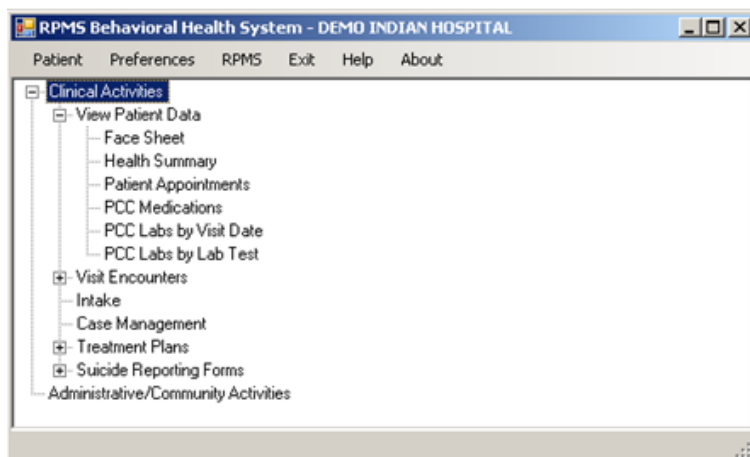 RPMS Behavioral Health System - DEMO INDIAN HOSPITAL
Patient Preferences RPMS Exit Help About
Clinical Activities
View Patient Data
Face Sheet
Health Summary
Patient Appointments
PCC Medications
PCC Labs by Visit Date
PCC Labs by Lab Test
Visit Encounters
Intake
Case Management
Treatment Plans
Suicide Reporting Forms
Administrative/Community Activities